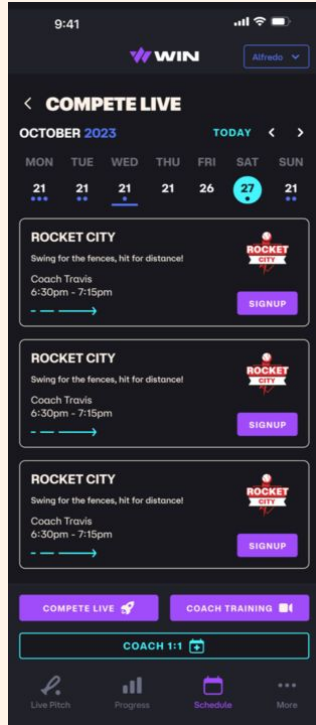 9:41
WIN
Alfredo
COMPETE LIVE
OCTOBER 2023
TODAY
MON TUE WED THU FRI SAT SUN
21 21 21 21 26 27 21
ROCKET CITY
Swing for the fences, hit for distance!
Coach Travis
6:30pm - 7:15pm
ROCKET
CITY
SIGNUP
ROCKET CITY
Swing for the fences, hit for distance!
Coach Travis
6:30pm - 7:15pm
ROCKET
CITY
SIGNUP
ROCKET CITY
Swing for the fences, hit for distance!
Coach Travis
6:30pm - 7:15pm
ROCKET
CITY
SIGNUP
COMPETE LIVE
COACH TRAINING
COACH 1:1
Live Pitch
Progress
Schedule
More